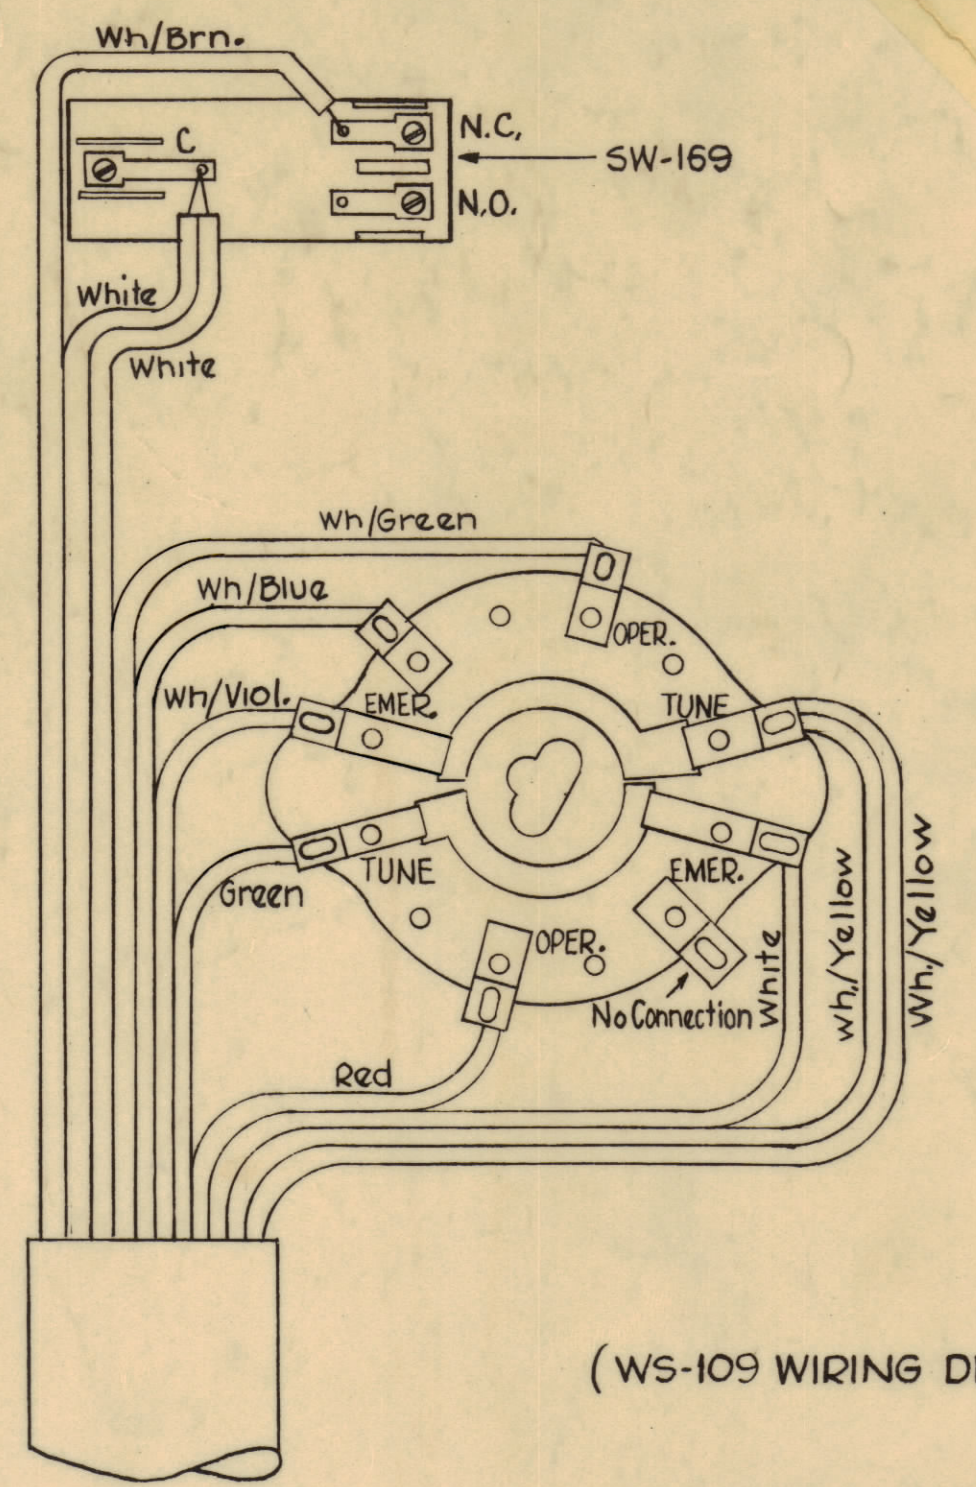 Wh/Brn.
C
N.C,
SW-169
N.O.
White
White
Wh/Green
Wh/Blue
OPER.
Wh/Viol.
EMER.
TUNE
TUNE
EMER.
Green
OPER.
No Connection
White
Wh./Yellow
Wh./Yellow
Red
(WS-109 WIRING